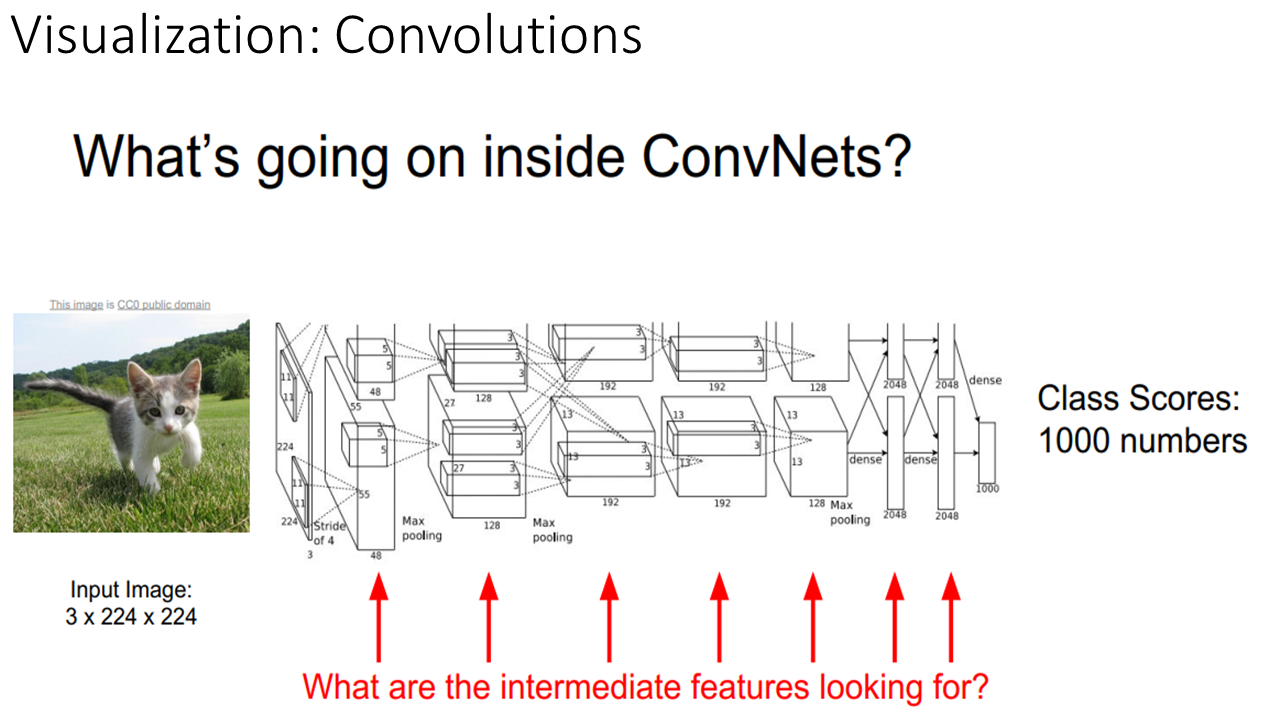 Visualization: Convolutions
What's going on inside ConvNets?
This image is CC0 public domain
Input Image:
3 x 224 x 224
11
11
224
11
11
224
3
Stride
of 4
5
5
48
55
5
5
55
48
Max
pooling
3
3
128
27
3
3
27
3
3
128
Max
pooling
3
3
192
13
3
3
13
192
3
3
192
13
3
3
13
192
128
13
13
128
Max
pooling
2048
2048
dense
dense
dense
2048
2048
1000
Class Scores:
1000 numbers
What are the intermediate features looking for?